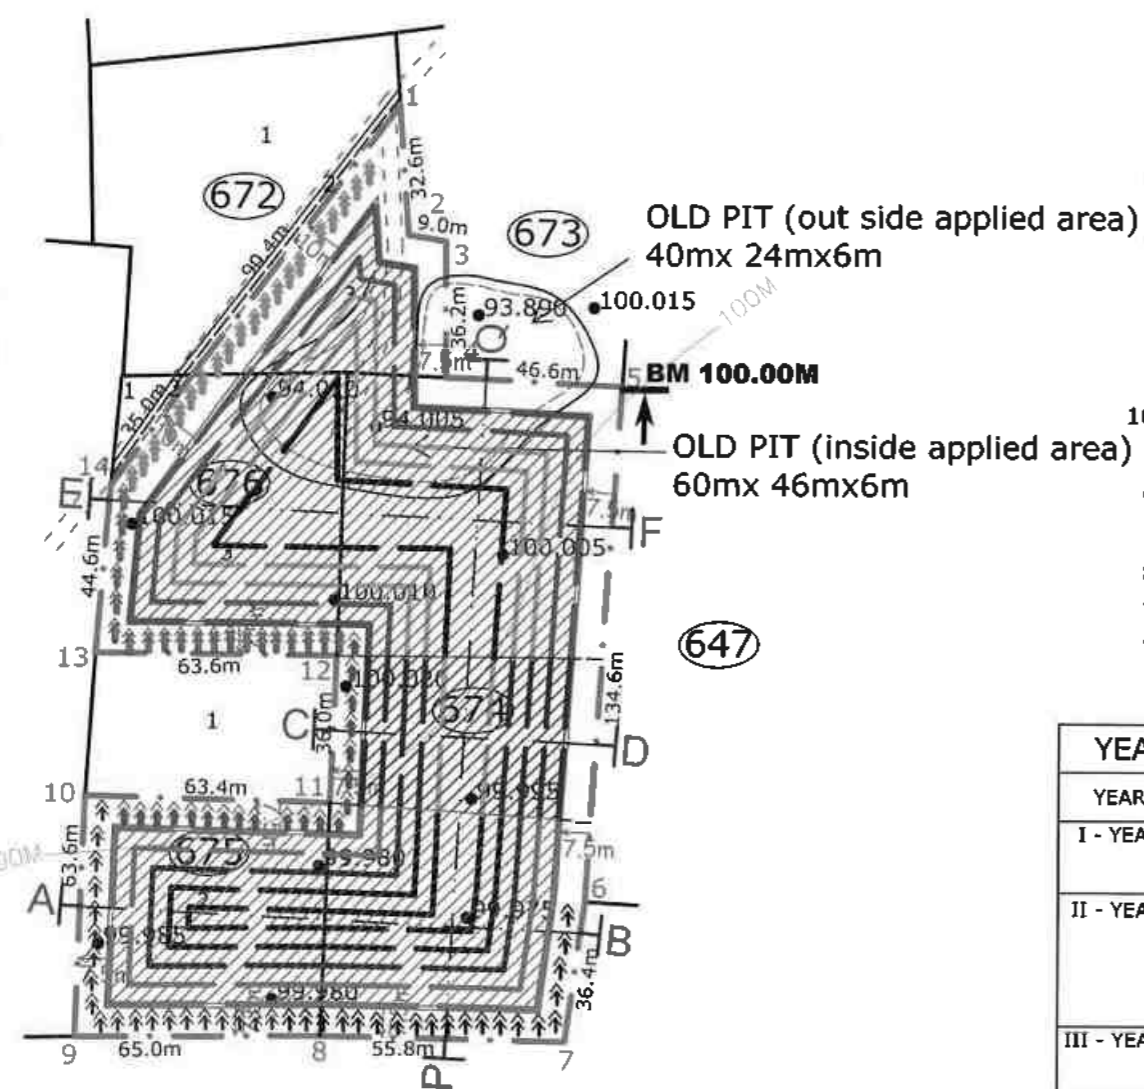 1
1
672
32.6m
2
9.0m
3
673
OLD PIT (out side applied area)
40mx 24mx6m
90.4m
36.2m
93.890
100.015
100M
Q
7.5m
46.6m
5
BM 100.00M
1
35.0m
94.005
OLD PIT (inside applied area)
60mx 46mx6m
14
E
676
100.015
7.5m
F
100.005
44.6m
100.010
647
13
63.6m
12
1
C
674
134.6m
D
10
63.4m
11
99.995
YEA
YEAR
I - YEA
675
99.980
7.5m
63.6m
6
A
99.975
B
II - YEA
99.985
36.4m
99.980
9
65.0m
8
55.8m
7
P
III - YEA